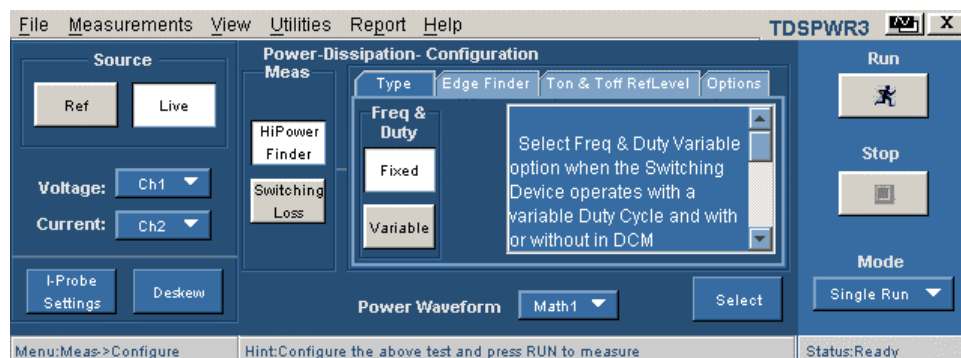 File Measurements View Utilities Report Help
TDSPWR3
X
Source
Ref
Live
Voltage:
Ch1
Current:
Ch2
I-Probe
Settings
Deskew
Power-Dissipation- Configuration
Meas
HiPower
Finder
Switching
Loss
Type
Edge Finder
Ton & Toff RefLevel
Options
Freq &
Duty
Fixed
Variable
Select Freq & Duty Variable
option when the Switching
Device operates with a
variable Duty Cycle and with
or without in DCM
Power Waveform
Math1
Select
Run
Stop
Mode
Single Run
Menu:Meas->Configure
Hint:Configure the above test and press RUN to measure
Status:Ready